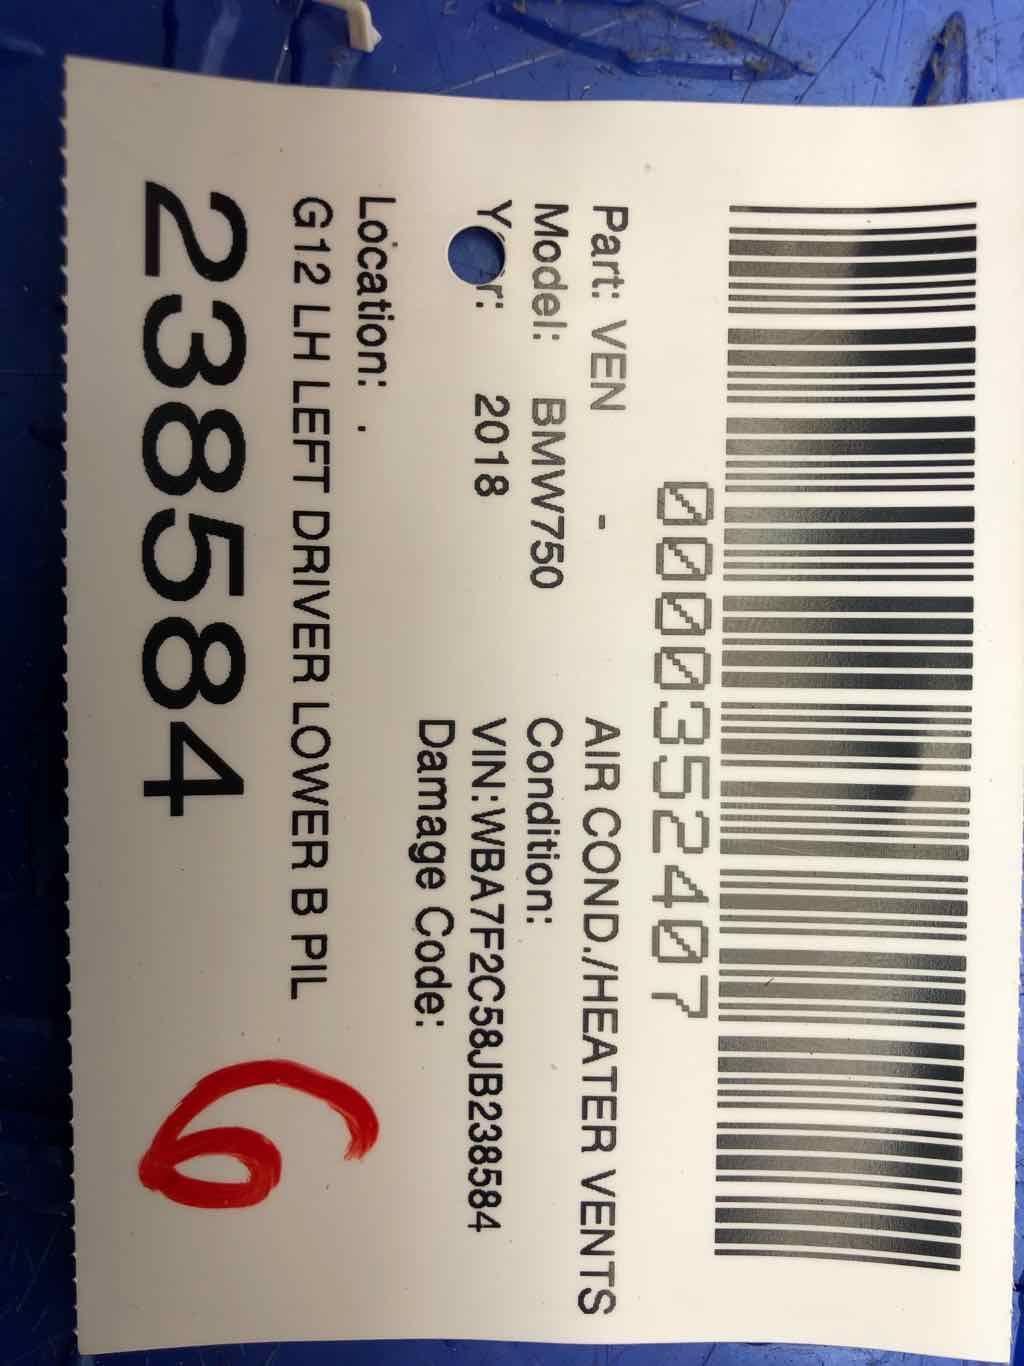 0000352407
Part: VEN - AIR COND./HEATER VENTS
Model: BMW750 Condition:
Year: 2018 VIN:WBA7F2C58JB238584
Damage Code:
Location: .
G12 LH LEFT DRIVER LOWER B PIL
238584
6